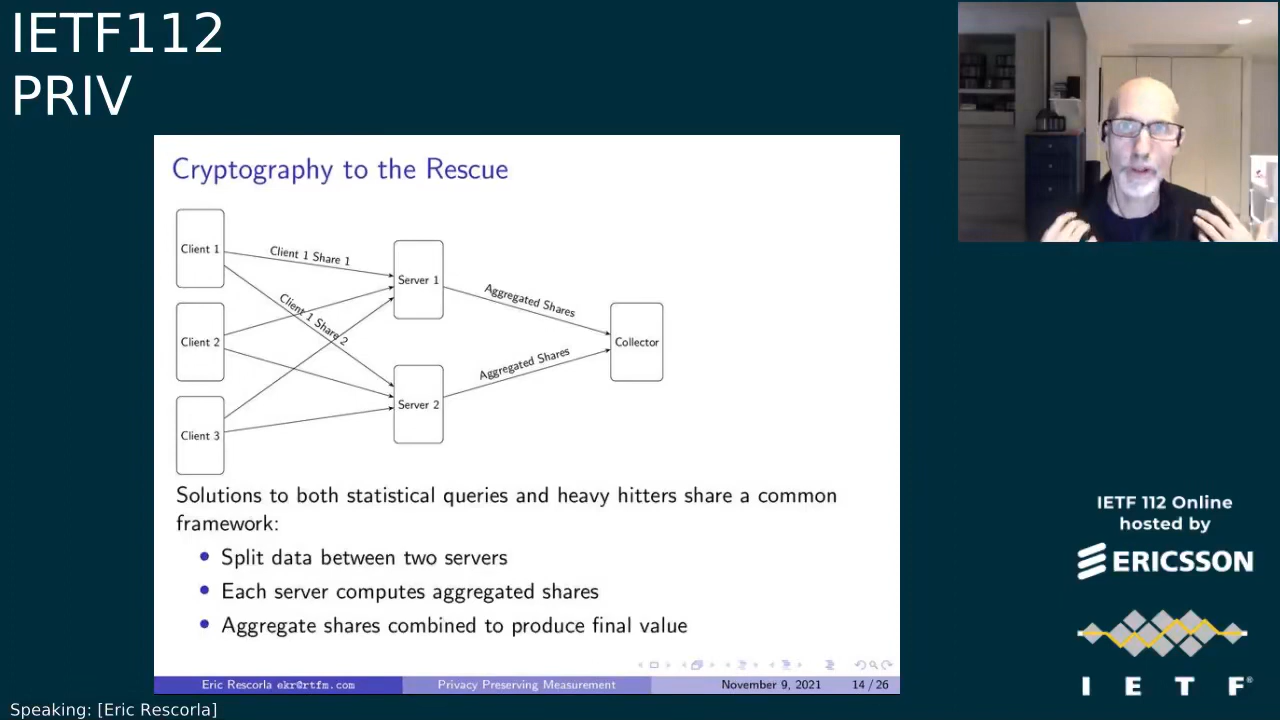 IETF112
PRIV
Cryptography to the Rescue
Client 1
Client 2
Client 3
Client 1 Share 1
Client 1 Share 2
Server 1
Server 2
Aggregated Shares
Aggregated Shares
Collector
Solutions to both statistical queries and heavy hitters share a common
framework:
Split data between two servers
Each server computes aggregated shares
Aggregate shares combined to produce final value
Eric Rescorla ekr@rtfm.com
Privacy Preserving Measurement
November 9, 2021
14 / 26
IETF 112 Online
hosted by
ERICSSON
I E T F®
Speaking: [Eric Rescorla]